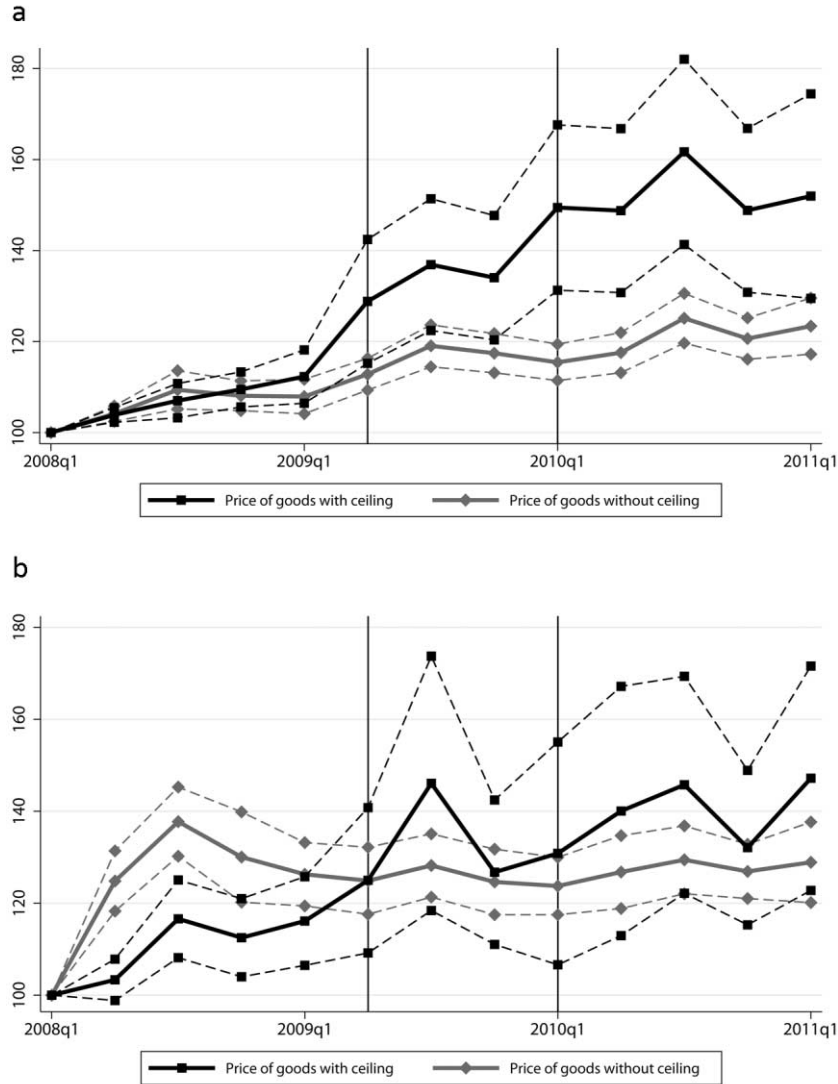 a
180
160
140
120
100
2008q1 2009q1 2010q1 2011q1
Price of goods with ceiling Price of goods without ceiling
b
180
160
140
120
100
2008q1 2009q1 2010q1 2011q1
Price of goods with ceiling Price of goods without ceiling